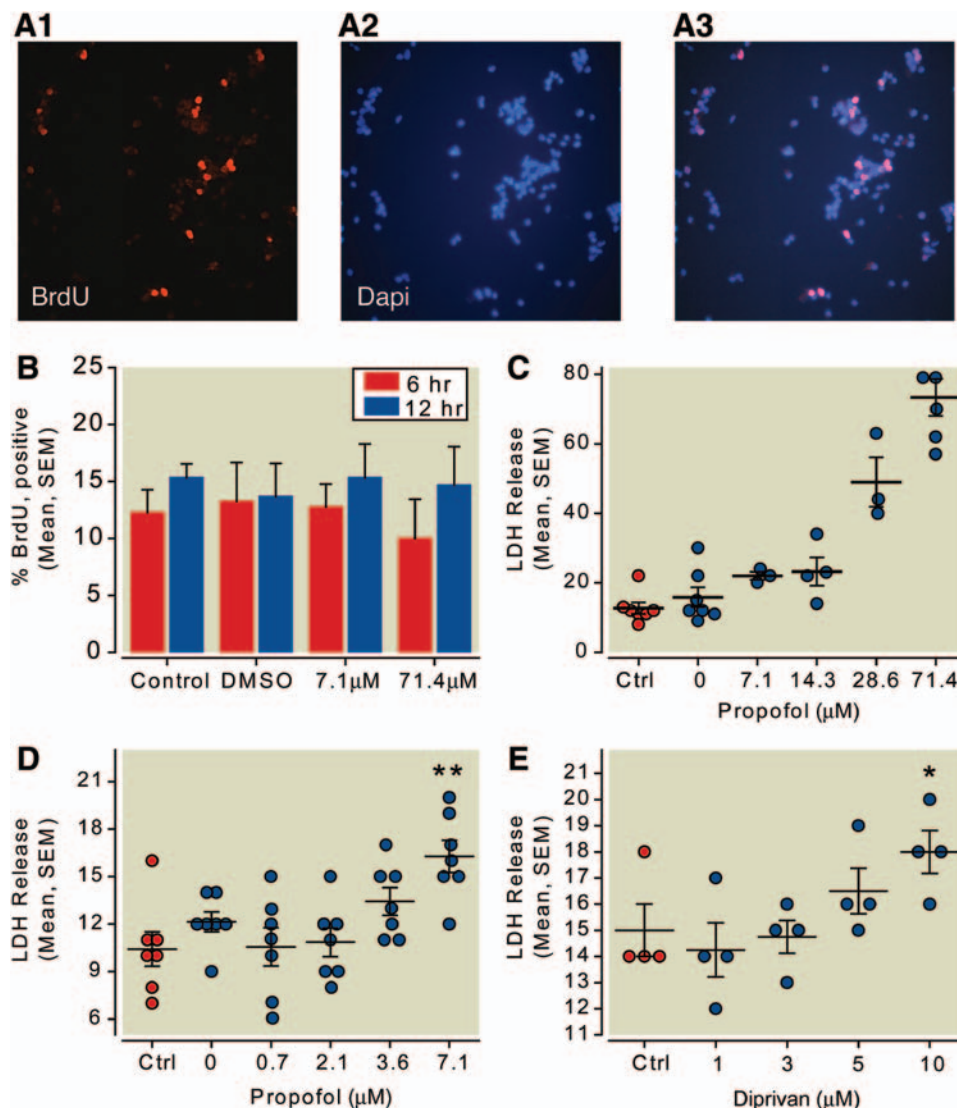 A1
A2
A3
BrdU
Dapi
B
25
20
15
10
5
0
% BrdU, positive
(Mean, SEM)
6 hr
12 hr
Control DMSO 7.1μM 71.4μM
C
80
60
40
20
0
LDH Release
(Mean, SEM)
Ctrl 0 7.1 14.3 28.6 71.4
Propofol (μM)
D
21
18
15
12
9
6
LDH Release
(Mean, SEM)
**
Ctrl 0 0.7 2.1 3.6 7.1
Propofol (μM)
E
21
20
19
18
17
16
15
14
13
12
11
LDH Release
(Mean, SEM)
*
Ctrl 1 3 5 10
Diprivan (μM)